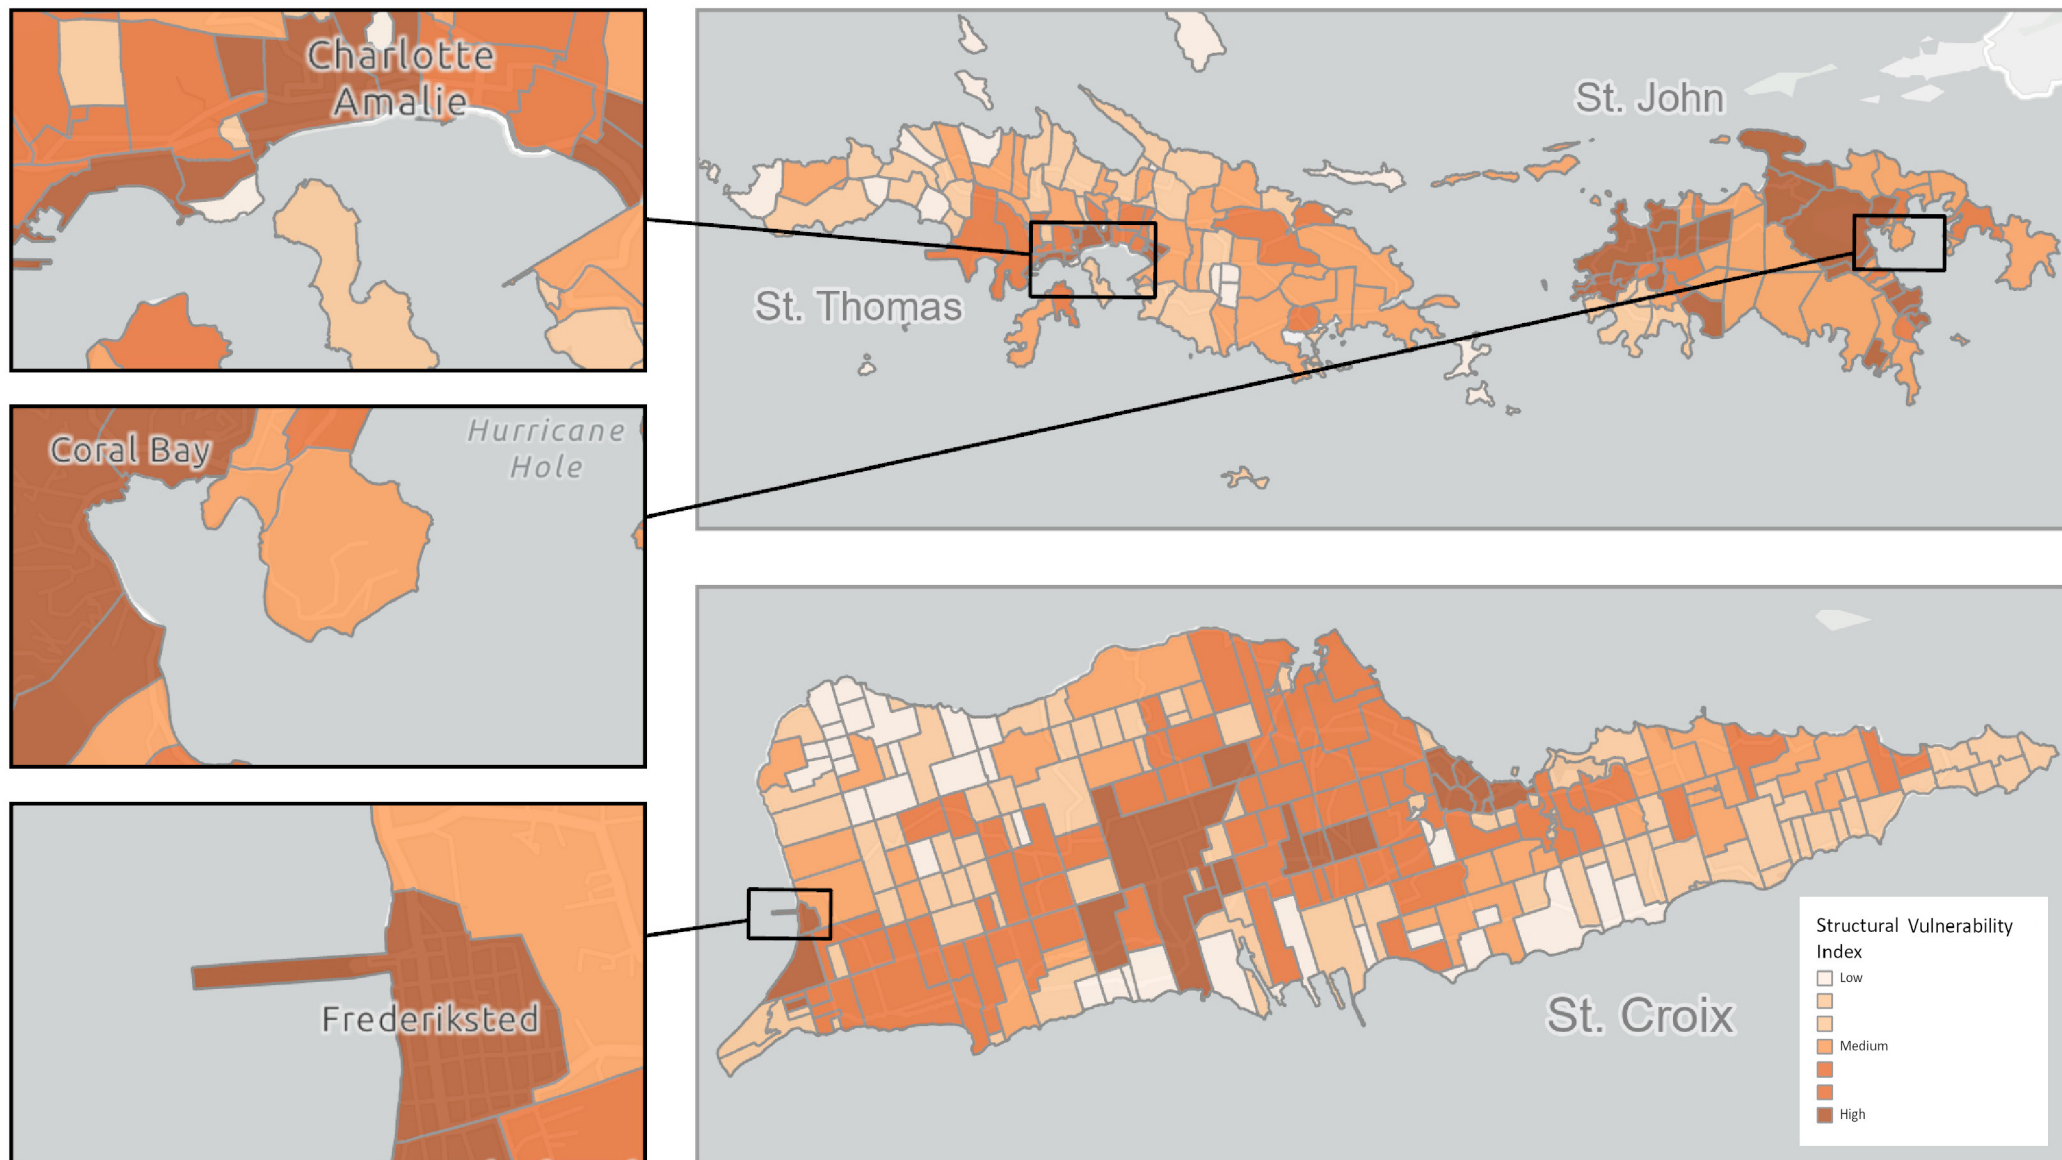 Charlotte
Amalie
St. John
St. Thomas
Coral Bay
Hurricane
Hole
Frederiksted
St. Croix
Structural Vulnerability
Index
Low
Medium
High